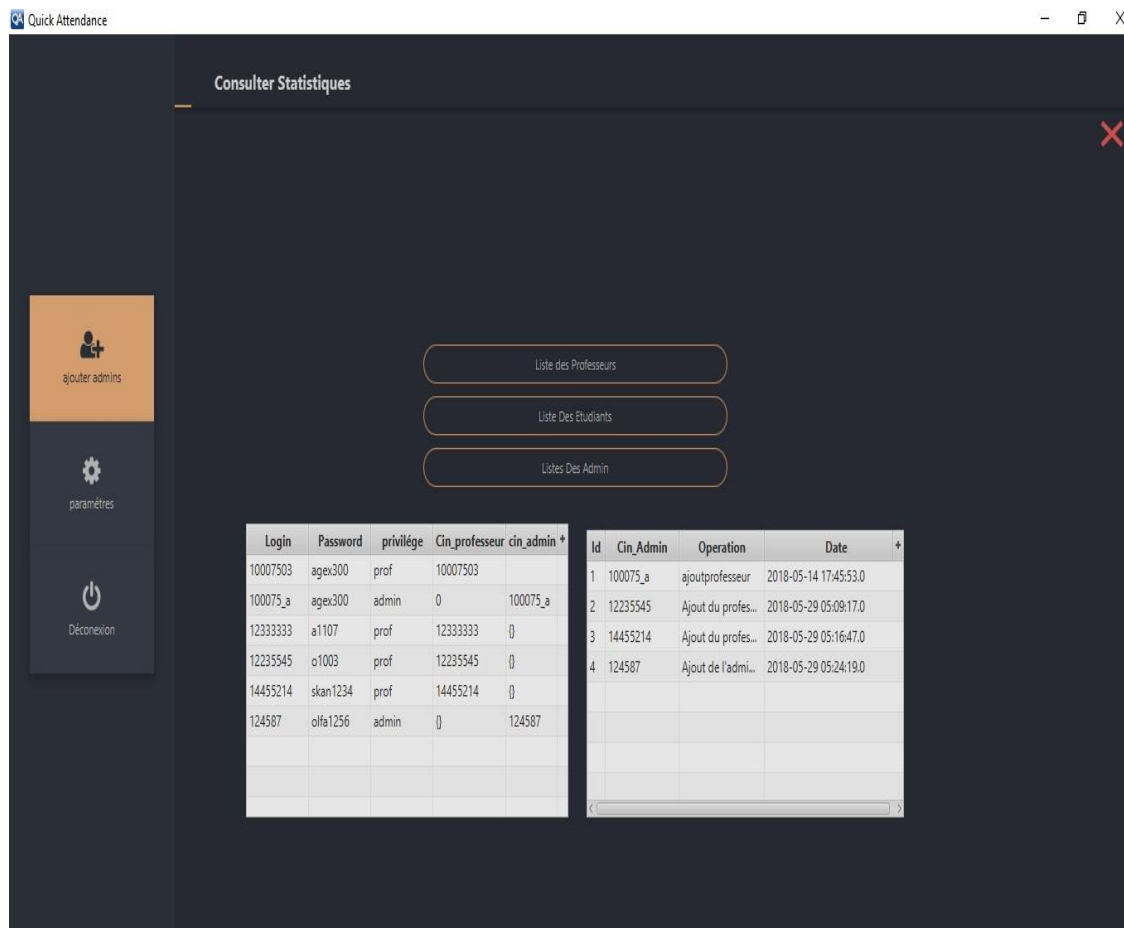 QA Quick Attendance
Consulter Statistiques
ajouter admins
paramétres
Déconexion
Liste des Professeurs
Liste Des Etudiants
Listes Des Admin
Login Password privilége Cin_professeur cin_admin +
10007503 agex300 prof 10007503
100075_a agex300 admin 0 100075_a
12333333 a1107 prof 12333333 {}
12235545 o1003 prof 12235545 {}
14455214 skan1234 prof 14455214 {}
124587 olfa1256 admin {} 124587
Id Cin_Admin Operation Date +
1 100075_a ajoutprofesseur 2018-05-14 17:45:53.0
2 12235545 Ajout du profes... 2018-05-29 05:09:17.0
3 14455214 Ajout du profes... 2018-05-29 05:16:47.0
4 124587 Ajout de l'admi... 2018-05-29 05:24:19.0